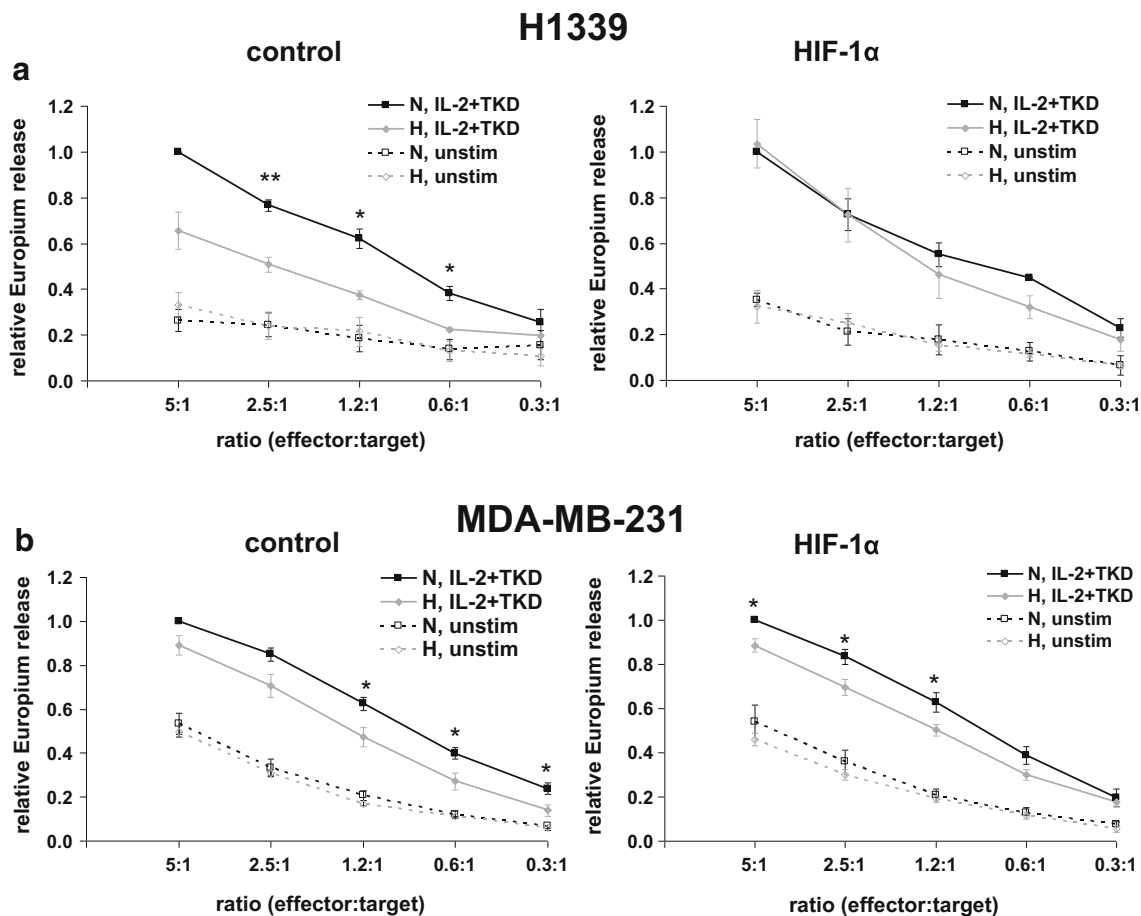 H1339
control
HIF-1α
a
N, IL-2+TKD
H, IL-2+TKD
N, unstim
H, unstim
**
*
*
relative Europium release
1.2
1.0
0.8
0.6
0.4
0.2
0.0
5:1
2.5:1
1.2:1
0.6:1
0.3:1
ratio (effector:target)
N, IL-2+TKD
H, IL-2+TKD
N, unstim
H, unstim
relative Europium release
1.2
1.0
0.8
0.6
0.4
0.2
0.0
5:1
2.5:1
1.2:1
0.6:1
0.3:1
ratio (effector:target)
MDA-MB-231
b
control
HIF-1α
N, IL-2+TKD
H, IL-2+TKD
N, unstim
H, unstim
*
*
*
relative Europium release
1.2
1.0
0.8
0.6
0.4
0.2
0.0
5:1
2.5:1
1.2:1
0.6:1
0.3:1
ratio (effector:target)
N, IL-2+TKD
H, IL-2+TKD
N, unstim
H, unstim
*
*
*
relative Europium release
1.2
1.0
0.8
0.6
0.4
0.2
0.0
5:1
2.5:1
1.2:1
0.6:1
0.3:1
ratio (effector:target)